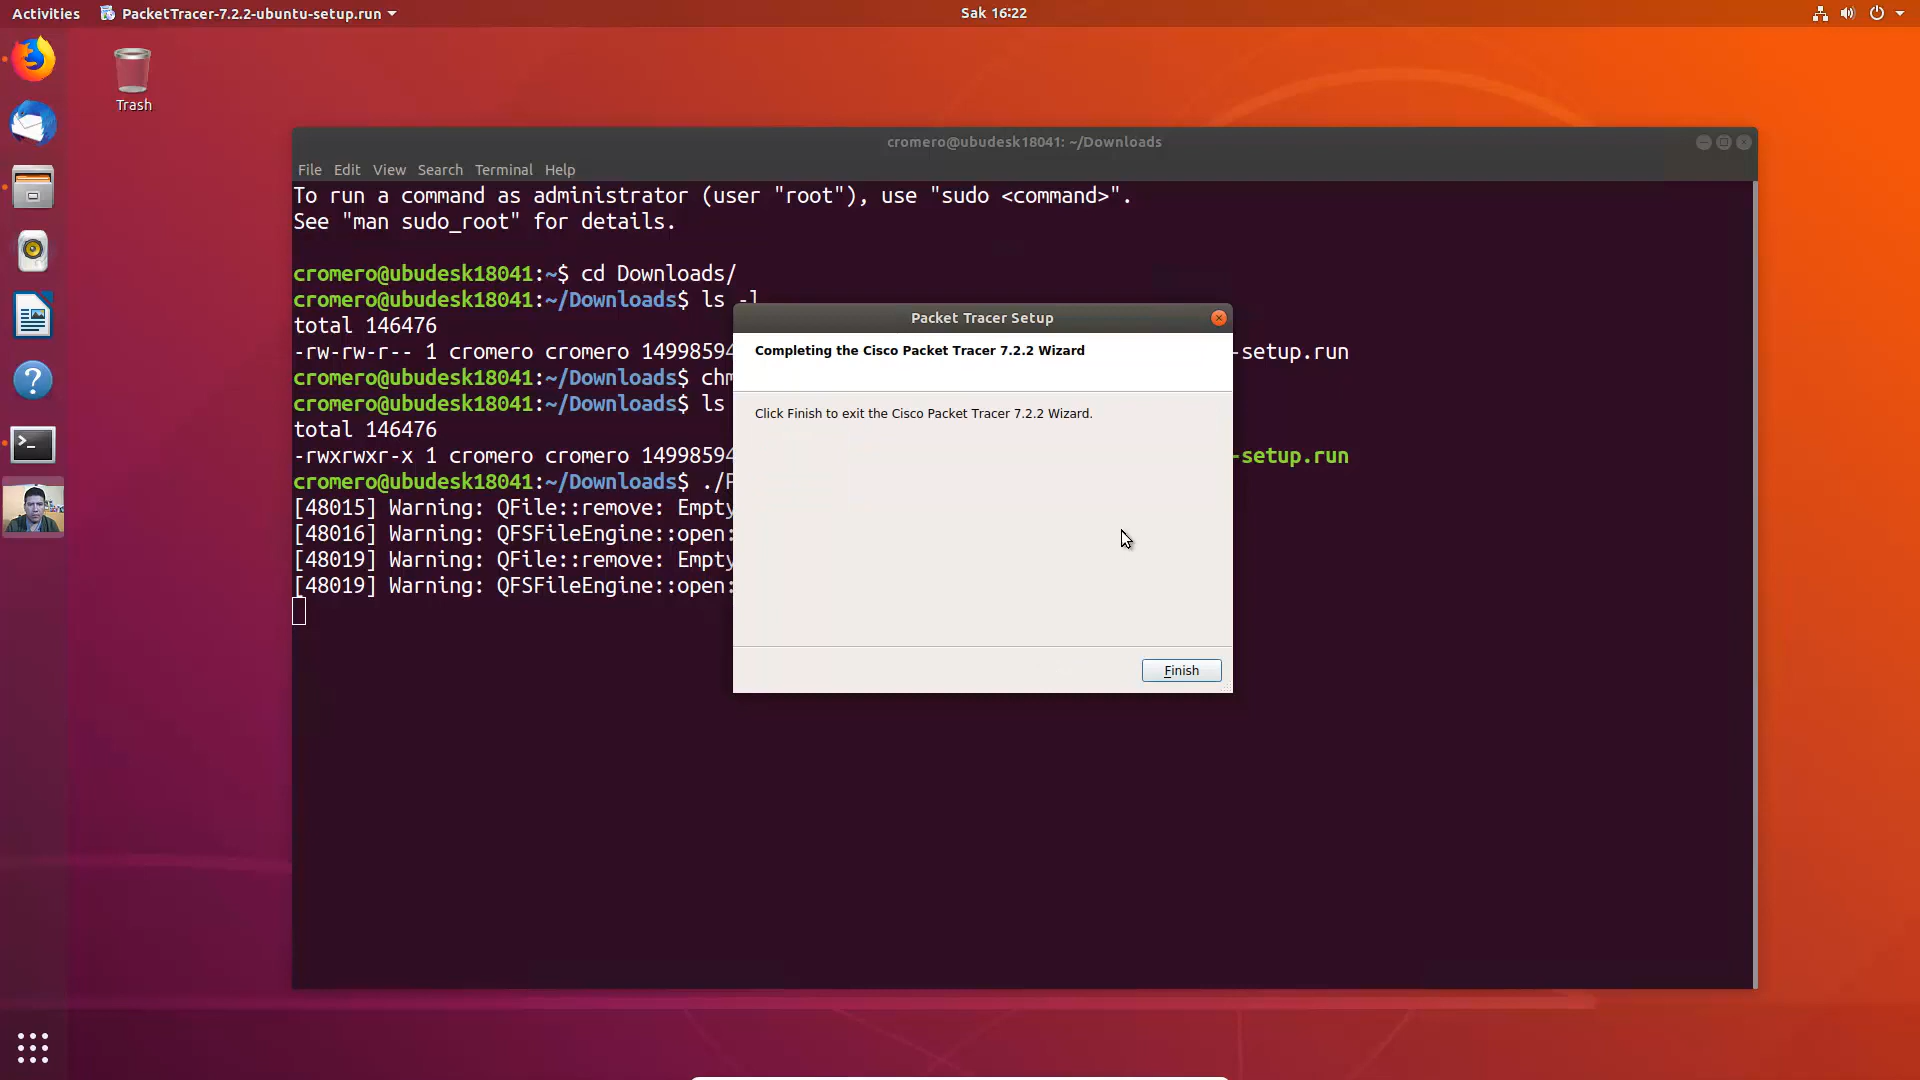 Activities
PacketTracer-7.2.2-ubuntu-setup.run
Sak 16:22
Trash
cromero@ubudesk18041: ~/Downloads
File Edit View Search Terminal Help
To run a command as administrator (user "root"), use "sudo <command>".
See "man sudo_root" for details.
cromero@ubudesk18041:~$ cd Downloads/
cromero@ubudesk18041:~/Downloads$ ls -l
total 146476
-rw-rw-r-- 1 cromero cromero 14998594 -setup.run
cromero@ubudesk18041:~/Downloads$ chm
cromero@ubudesk18041:~/Downloads$ ls
total 146476
-rwxrwxr-x 1 cromero cromero 14998594 -setup.run
cromero@ubudesk18041:~/Downloads$ ./P
[48015] Warning: QFile::remove: Empty
[48016] Warning: QFSFileEngine::open:
[48019] Warning: QFile::remove: Empty
[48019] Warning: QFSFileEngine::open:
Packet Tracer Setup
Completing the Cisco Packet Tracer 7.2.2 Wizard
Click Finish to exit the Cisco Packet Tracer 7.2.2 Wizard.
Finish